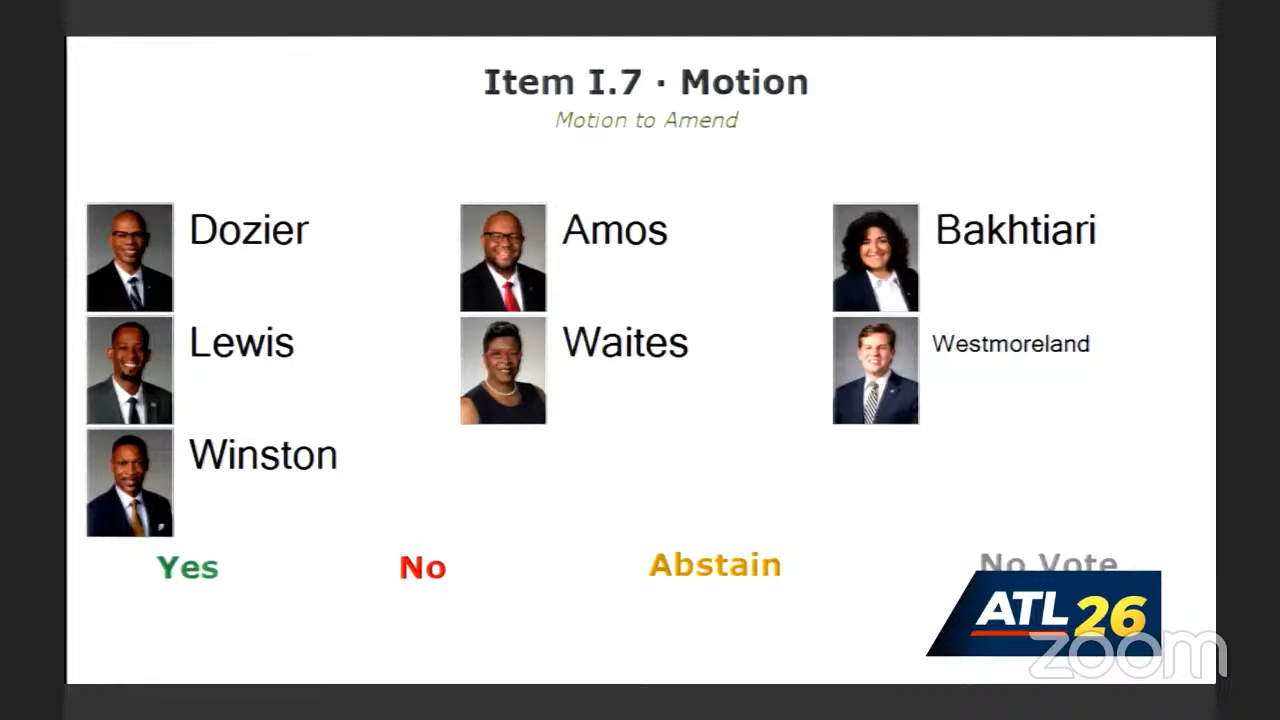 Item I.7 · Motion
Motion to Amend
Dozier Amos Bakhtiari
Lewis Waites Westmoreland
Winston
Yes No Abstain No Vote
ATL 26
zoom